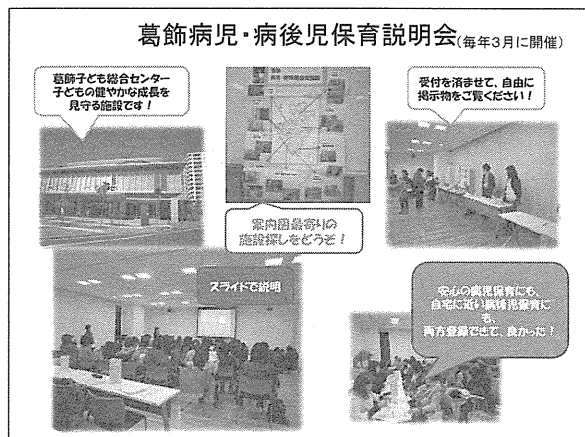 葛飾病児・病後児保育説明会(毎年3月に開催)
葛飾子ども総合センター
子どもの健やかな成長を
見守る施設です！
受付を済ませて、自由に
掲示物をご覧ください！
案内図最寄りの
施設探しをどうぞ！
スライドで説明
安心の病児保育にも、
自宅に近い病後児保育に
も、
両方登録できて、良かった！